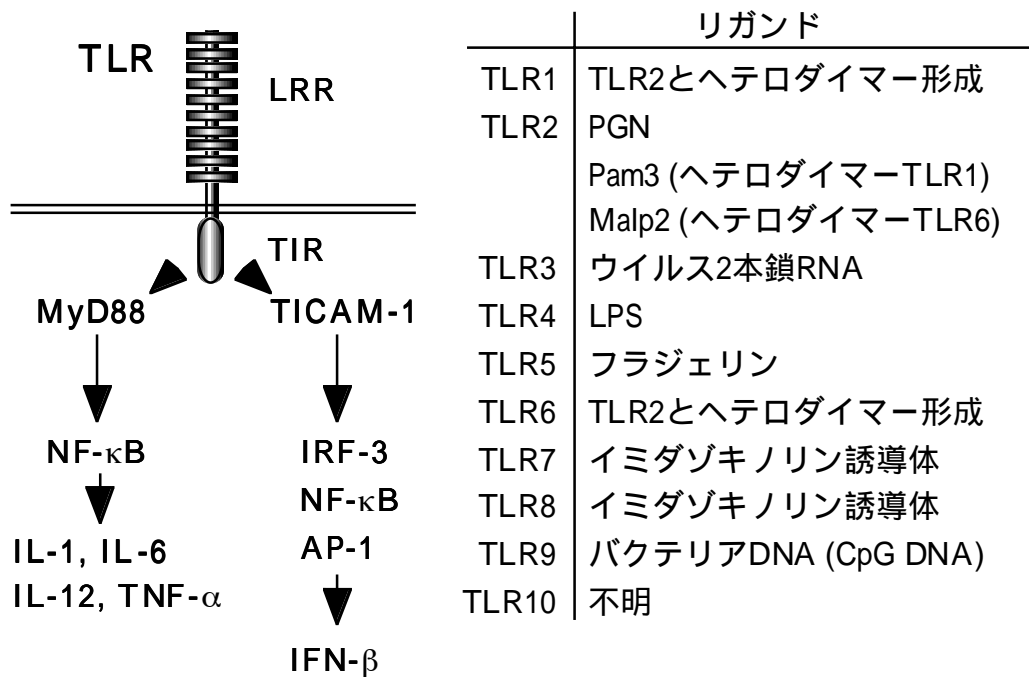 TLR
LRR
TIR
MyD88
TICAM-1
NF-κB
IRF-3
NF-κB
IL-1, IL-6
AP-1
IL-12, TNF-α
IFN-β
リガンド
TLR1 TLR2とヘテロダイマー形成
TLR2 PGN
Pam3 (ヘテロダイマーTLR1)
Malp2 (ヘテロダイマーTLR6)
TLR3 ウイルス2本鎖RNA
TLR4 LPS
TLR5 フラジェリン
TLR6 TLR2とヘテロダイマー形成
TLR7 イミダゾキノリン誘導体
TLR8 イミダゾキノリン誘導体
TLR9 バクテリアDNA (CpG DNA)
TLR10 不明